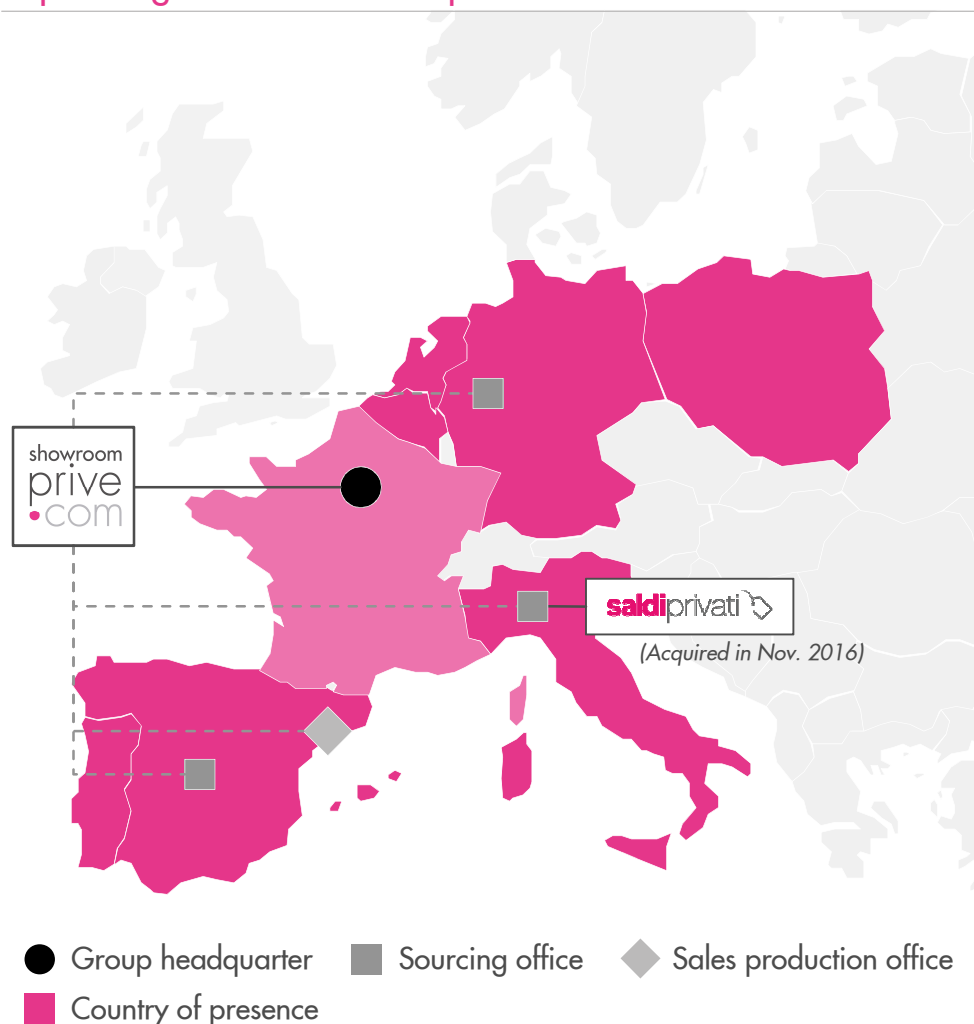 showroom
prive
.com
saldiprivati
(Acquired in Nov. 2016)
Group headquarter
Sourcing office
Sales production office
Country of presence